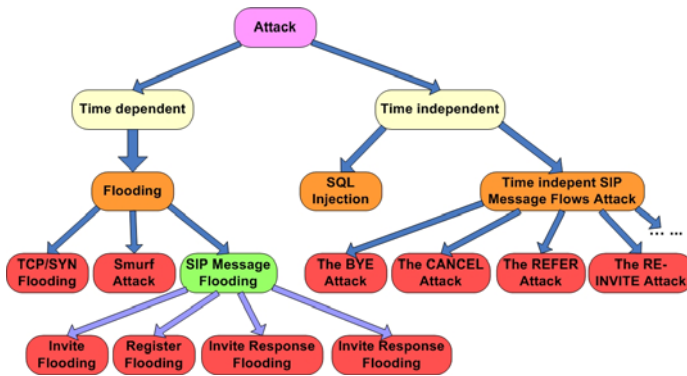 Attack
Time dependent
Time independent
Flooding
SQL
Injection
Time indepent SIP
Message Flows Attack
... ...
TCP/SYN
Flooding
Smurf
Attack
SIP Message
Flooding
The BYE
Attack
The CANCEL
Attack
The REFER
Attack
The RE-
INVITE Attack
Invite
Flooding
Register
Flooding
Invite Response
Flooding
Invite Response
Flooding